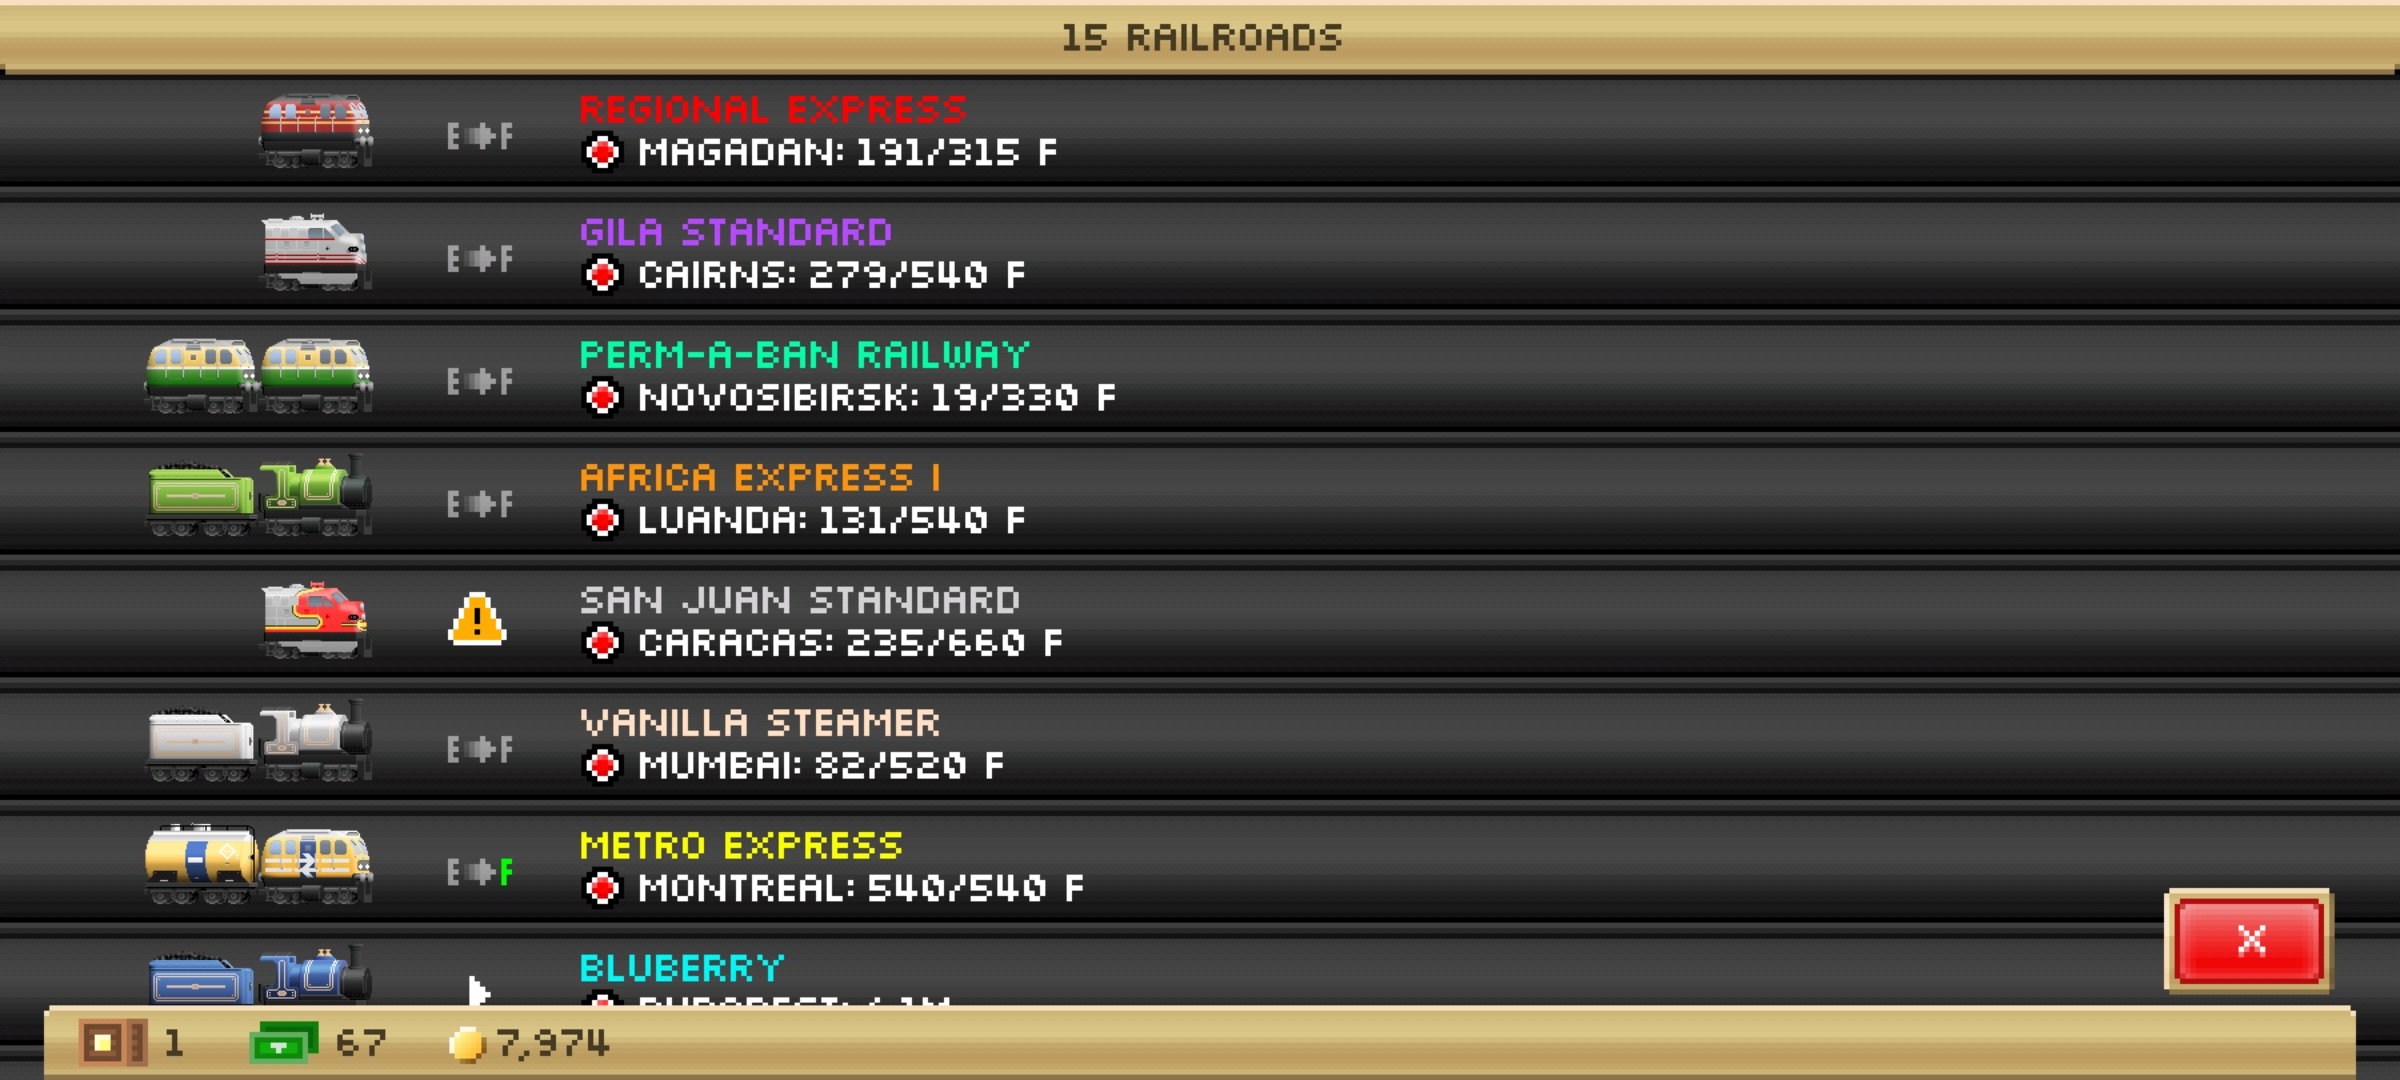 15 RAILROADS
E F
REGIONAL EXPRESS
MAGADAN: 191/315 F
E F
GILA STANDARD
CAIRNS: 279/540 F
E F
PERM-A-BAN RAILWAY
NOVOSIBIRSK: 19/330 F
E F
AFRICA EXPRESS I
LUANDA: 131/540 F
!
SAN JUAN STANDARD
CARACAS: 235/660 F
E F
VANILLA STEAMER
MUMBAI: 82/520 F
E F
METRO EXPRESS
MONTREAL: 540/540 F
X
BLUBERRY
1 67 7,974